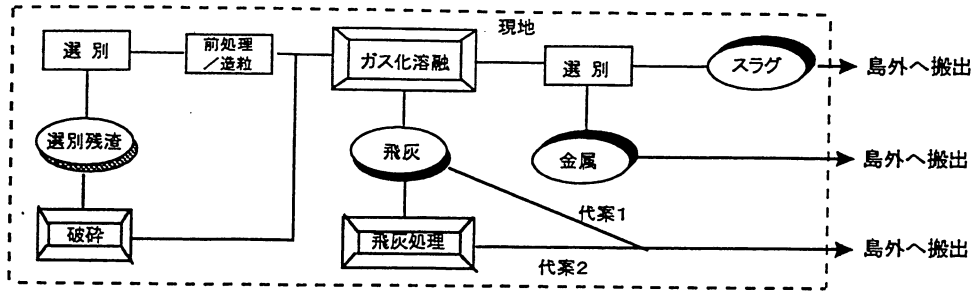 現地
選別
前処理
／造粒
ガス化溶融
選別
スラグ
島外へ搬出
選別残渣
飛灰
金属
島外へ搬出
代案1
破砕
飛灰処理
島外へ搬出
代案2